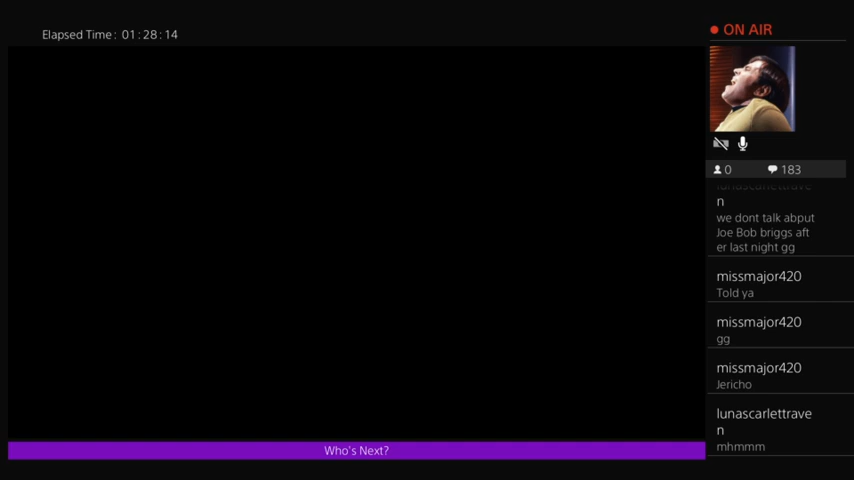 Elapsed Time: 01:28:14
ON AIR
0 183
n
we dont talk abput
Joe Bob briggs aft
er last night gg
missmajor420
Told ya
missmajor420
gg
missmajor420
Jericho
lunascarlettrave
n
mhmmm
Who's Next?